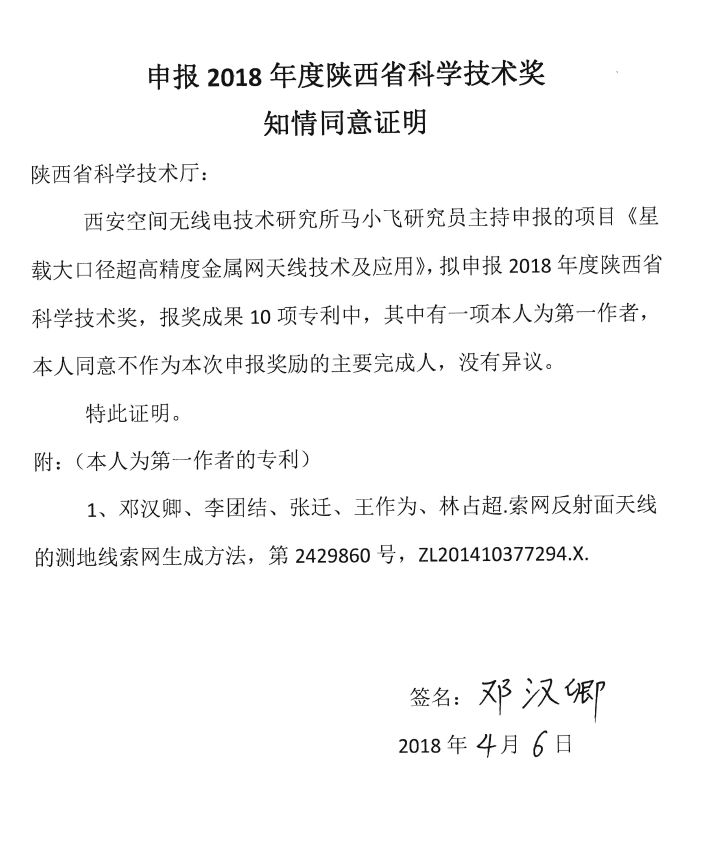 申报 2018 年度陕西省科学技术奖
知情同意证明
陕西省科学技术厅：
西安空间无线电技术研究所马小飞研究员主持申报的项目《星
载大口径超高精度金属网天线技术及应用》，拟申报 2018 年度陕西省
科学技术奖，报奖成果 10 项专利中，其中有一项本人为第一作者，
本人同意不作为本次申报奖励的主要完成人，没有异议。
特此证明。
附：（本人为第一作者的专利）
1、邓汉卿、李团结、张迁、王作为、林占超.索网反射面天线
的测地线索网生成方法，第 2429860 号，ZL201410377294.X.
签名：邓汉卿
2018 年 4 月 6 日